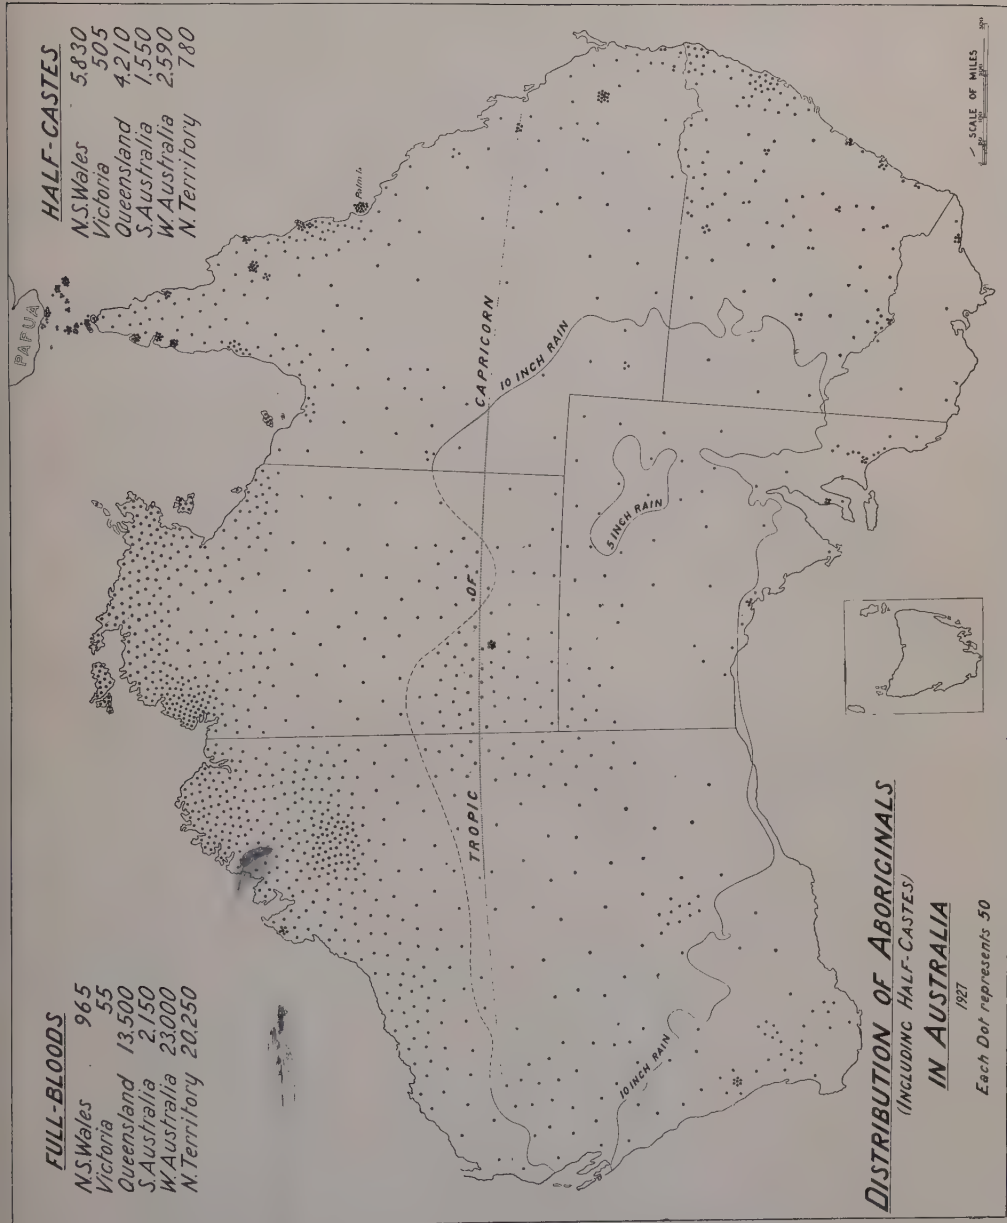 FULL-BLOODS
N.S.Wales 965
Victoria 55
Queensland 13,500
S.Australia 2,150
W.Australia 23,000
N.Territory 20,250
HALF-CASTES
N.S.Wales 5,830
Victoria 505
Queensland 4,210
S.Australia 1,550
W.Australia 2,590
N.Territory 780
PAPUA
Palm Is
TROPIC OF CAPRICORN
10 INCH RAIN
5 INCH RAIN
10 INCH RAIN
DISTRIBUTION OF ABORIGINALS
(INCLUDING HALF-CASTES)
IN AUSTRALIA
1927
Each Dot represents 50
SCALE OF MILES